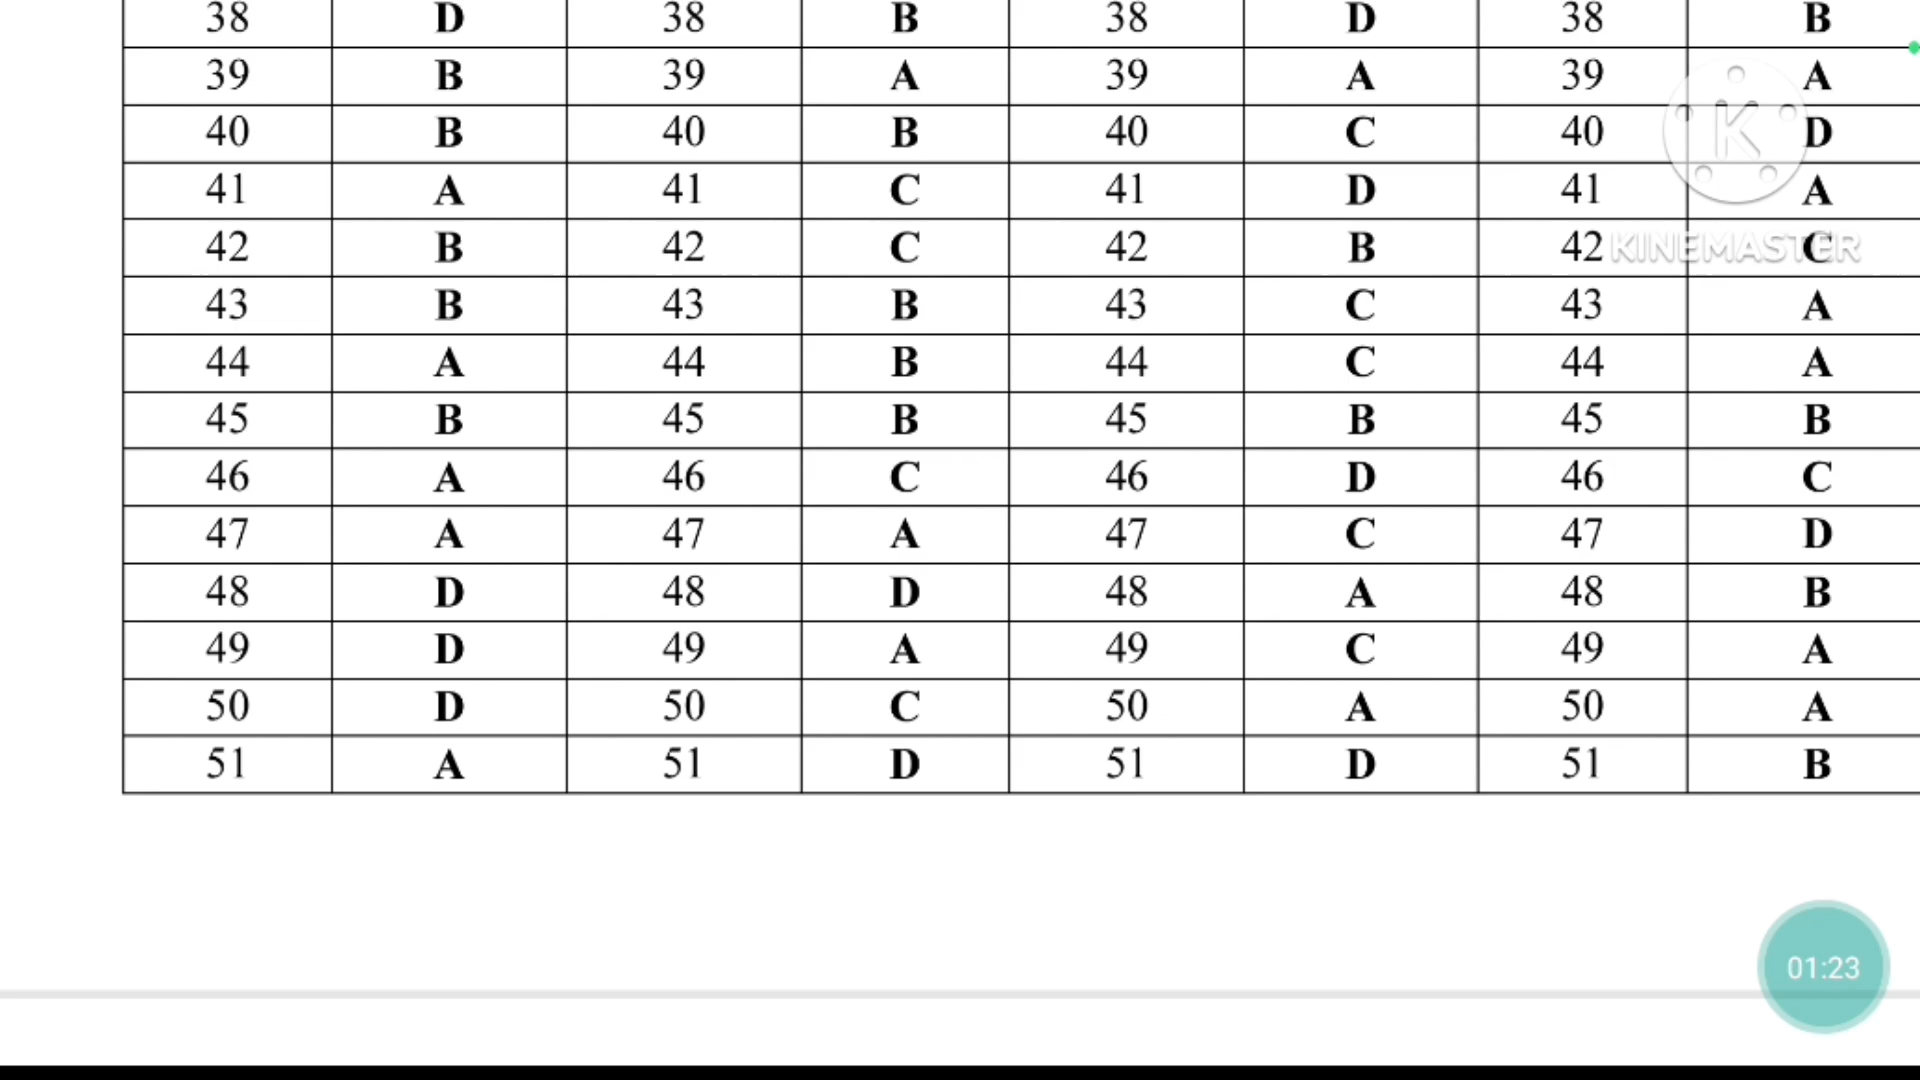 38 D 38 B 38 D 38 B
39 B 39 A 39 A 39 A
40 B 40 B 40 C 40 D
41 A 41 C 41 D 41 A
42 B 42 C 42 B 42 C
KINEMASTER
43 B 43 B 43 C 43 A
44 A 44 B 44 C 44 A
45 B 45 B 45 B 45 B
46 A 46 C 46 D 46 C
47 A 47 A 47 C 47 D
48 D 48 D 48 A 48 B
49 D 49 A 49 C 49 A
50 D 50 C 50 A 50 A
51 A 51 D 51 D 51 B
01:23